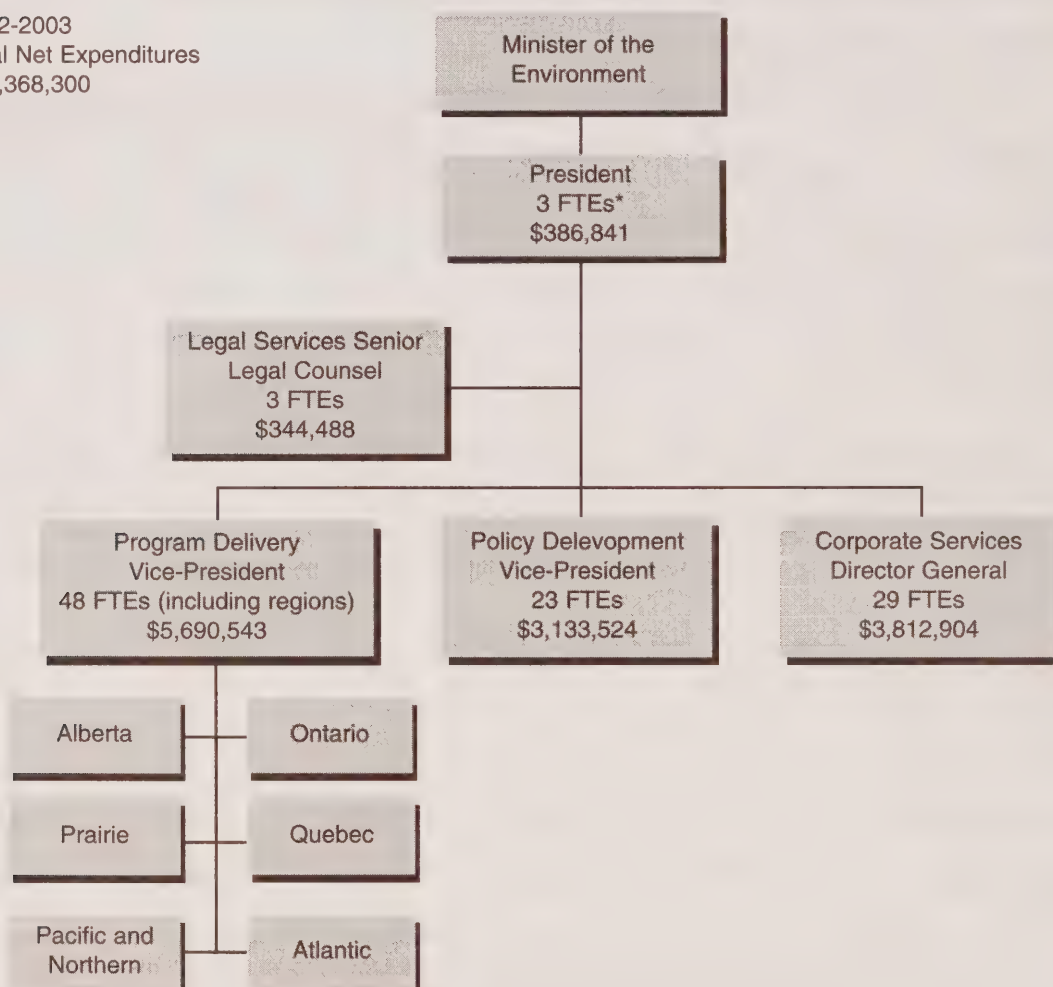 2-2003
l Net Expenditures
,368,300
Minister of the
Environment
President
3 FTEs*
$386,841
Legal Services Senior
Legal Counsel
3 FTEs
$344,488
Program Delivery
Vice-President
48 FTEs (including regions)
$5,690,543
Policy Delevopment
Vice-President
23 FTEs
$3,133,524
Corporate Services
Director General
29 FTEs
$3,812,904
Alberta
Ontario
Prairie
Quebec
Pacific and
Northern
Atlantic